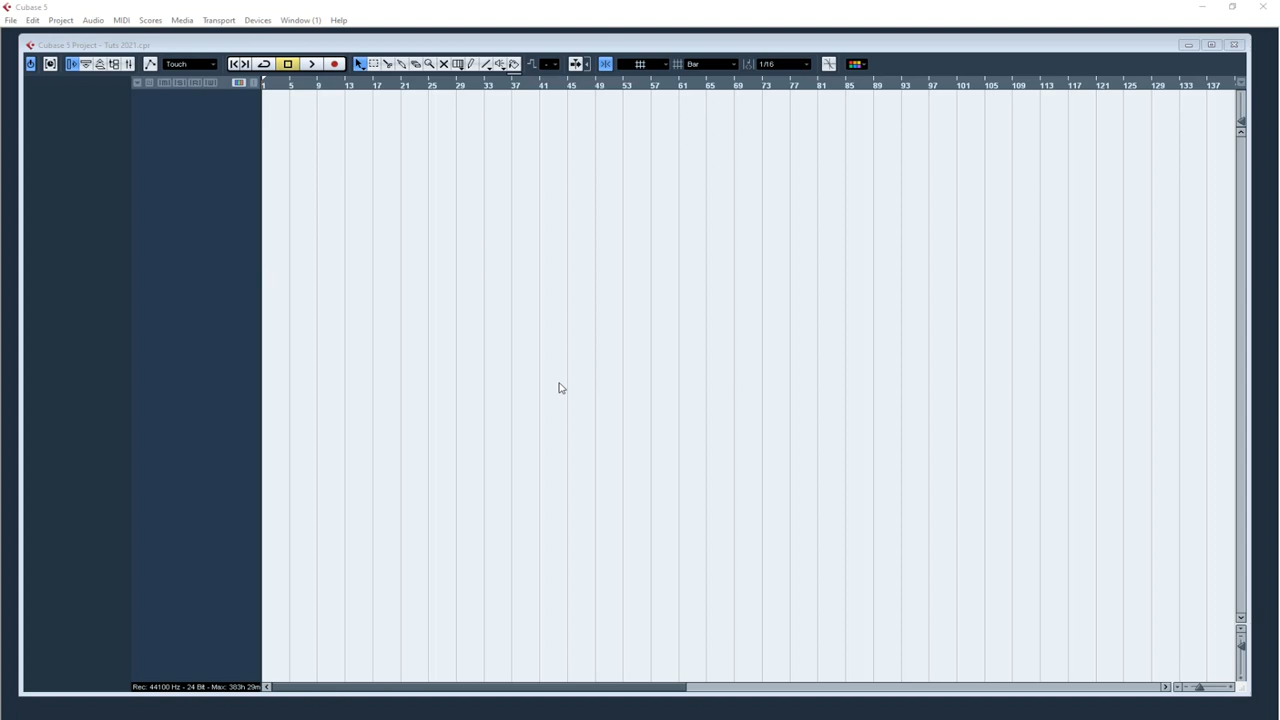 Cubase 5
File Edit Project Audio MIDI Scores Media Transport Devices Window (1) Help
Cubase 5 Project - Tuts 2021.cpr
Touch - Bar 1/16
1 5 9 13 17 21 25 29 33 37 41 45 49 53 57 61 65 69 73 77 81 85 89 93 97 101 105 109 113 117 121 125 129 133 137
Rec: 44100 Hz - 24 Bit - Max: 383h 29m